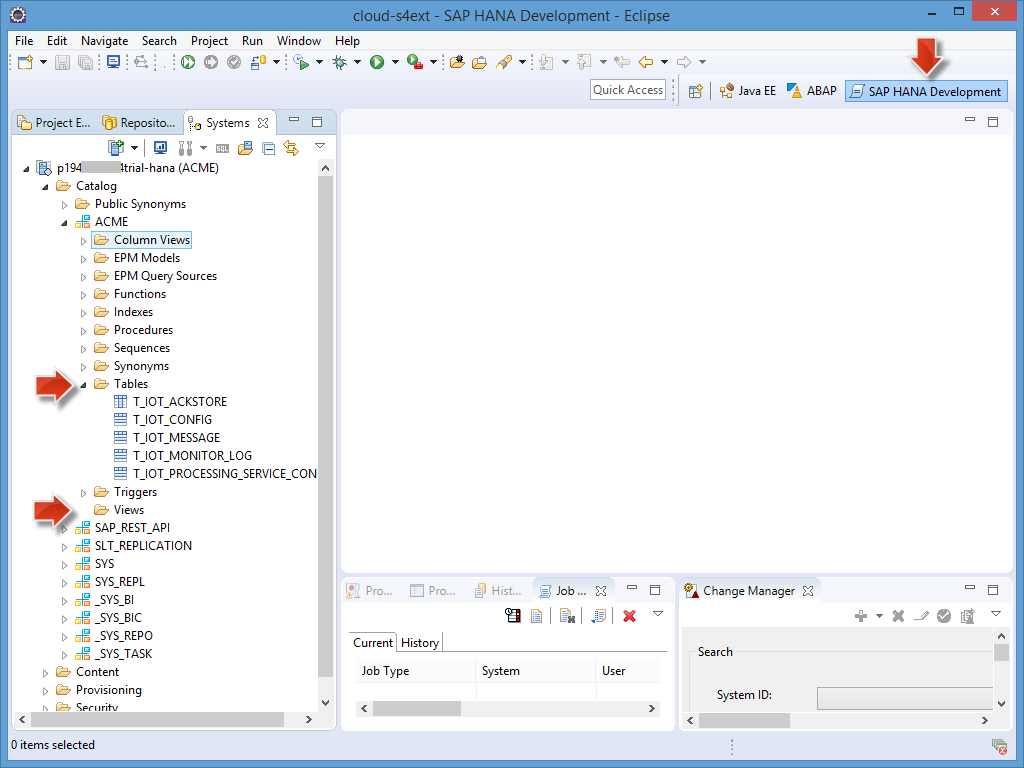 cloud-s4ext - SAP HANA Development - Eclipse
File Edit Navigate Search Project Run Window Help
Quick Access Java EE ABAP SAP HANA Development
Project E... Reposito... Systems
SQL
p194 4trial-hana (ACME)
Catalog
Public Synonyms
ACME
Column Views
EPM Models
EPM Query Sources
Functions
Indexes
Procedures
Sequences
Synonyms
Tables
T_IOT_ACKSTORE
T_IOT_CONFIG
T_IOT_MESSAGE
T_IOT_MONITOR_LOG
T_IOT_PROCESSING_SERVICE_CON
Triggers
Views
SAP_REST_API
SLT_REPLICATION
SYS
SYS_REPL
_SYS_BI
_SYS_BIC
_SYS_REPO
_SYS_TASK
Content
Provisioning
Security
Pro... Pro... Hist... Job ...
Current History
Job Type System User
Change Manager
Search
System ID:
0 items selected